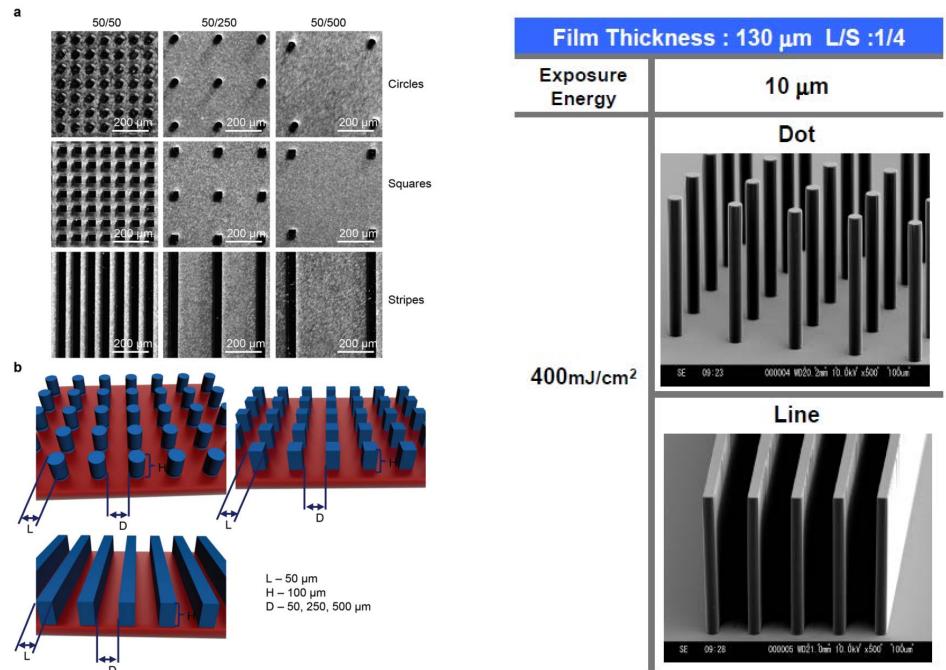 a
50/50 50/250 50/500
200 µm 200 µm 200 µm
Circles
200 µm 200 µm 200 µm
Squares
200 µm 200 µm 200 µm
Stripes
b
H
L
D
H
L
D
H
L
D
L – 50 µm
H – 100 µm
D – 50, 250, 500 µm
Film Thickness : 130 µm L/S :1/4
Exposure
Energy
10 µm
Dot
SE 09:23 000004 WD20.2mm 10.0kV x500 100um
400mJ/cm²
Line
SE 09:28 000005 WD21.0mm 10.0kV x500 100um